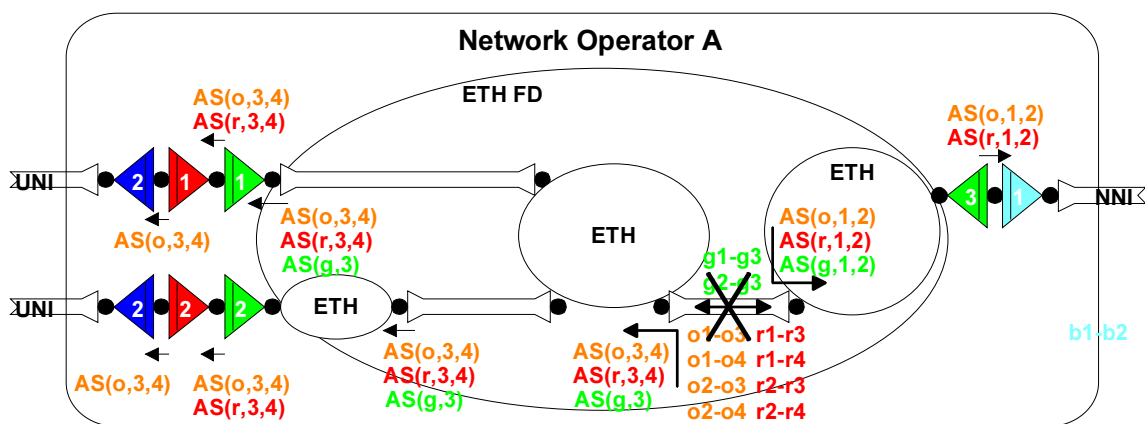 Network Operator A
ETH FD
AS(o,3,4)
AS(r,3,4)
AS(o,1,2)
AS(r,1,2)
ETH
UNI
2
1
1
3
1
NNI
AS(o,3,4)
AS(o,3,4)
AS(r,3,4)
AS(g,3)
ETH
AS(o,1,2)
AS(r,1,2)
AS(g,1,2)
g1-g3
g2-g3
UNI
2
2
2
ETH
o1-o3 r1-r3
o1-o4 r1-r4
o2-o3 r2-r3
o2-o4 r2-r4
b1-b2
AS(o,3,4)
AS(o,3,4)
AS(r,3,4)
AS(o,3,4)
AS(r,3,4)
AS(g,3)
AS(o,3,4)
AS(r,3,4)
AS(g,3)